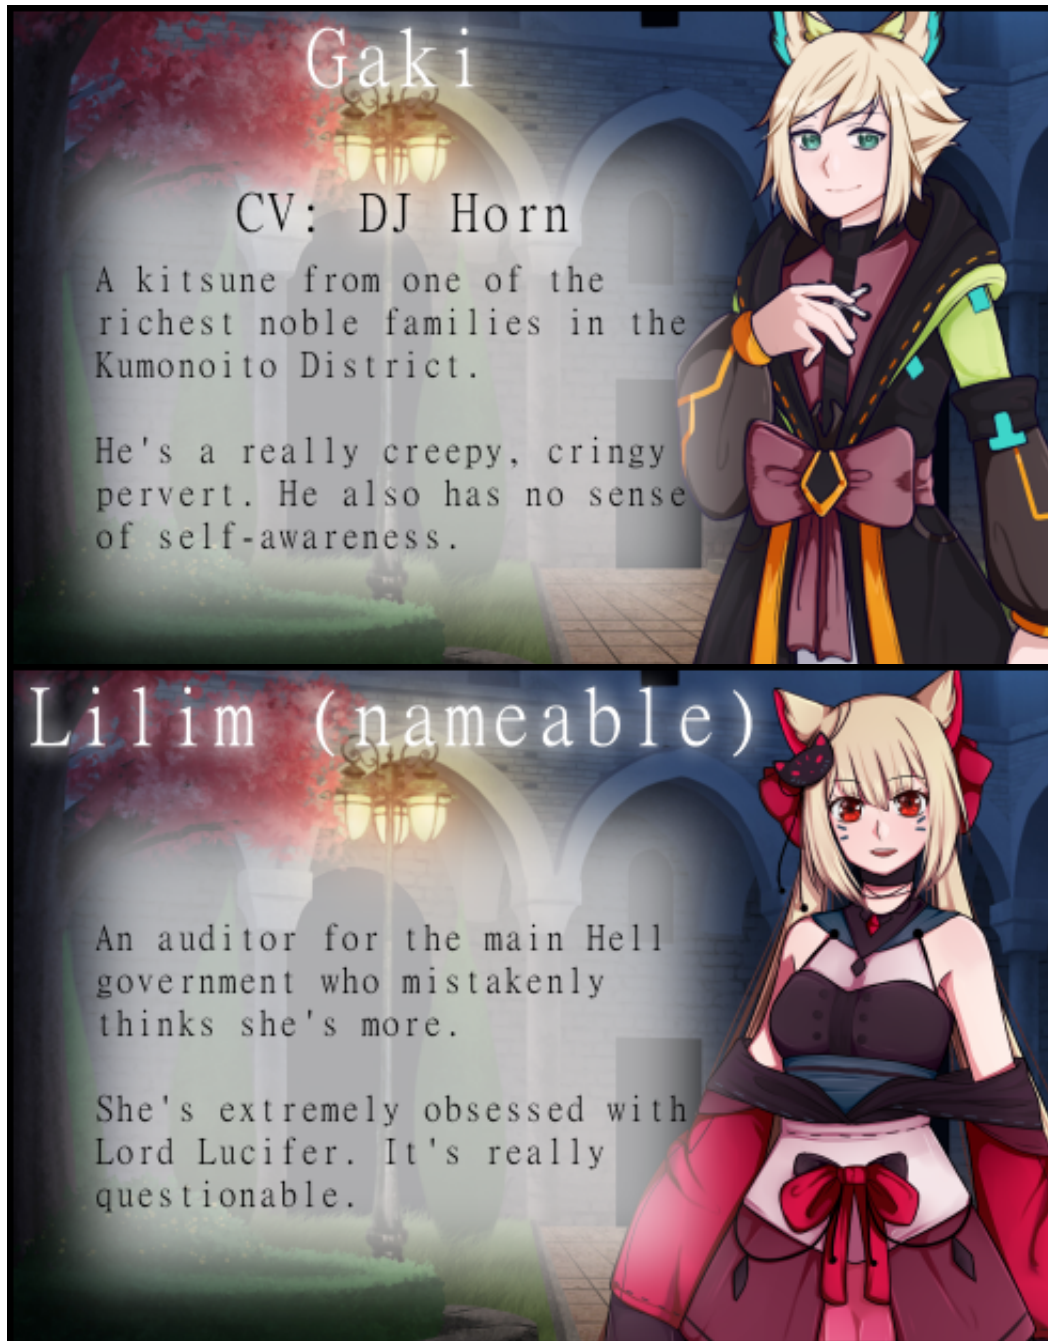 Gaki
CV: DJ Horn
A kitsune from one of the
richest noble families in the
Kumonoito District.
He's a really creepy, cringy
pervert. He also has no sense
of self-awareness.
Lilim (nameable)
An auditor for the main Hell
government who mistakenly
thinks she's more.
She's extremely obsessed with
Lord Lucifer. It's really
questionable.